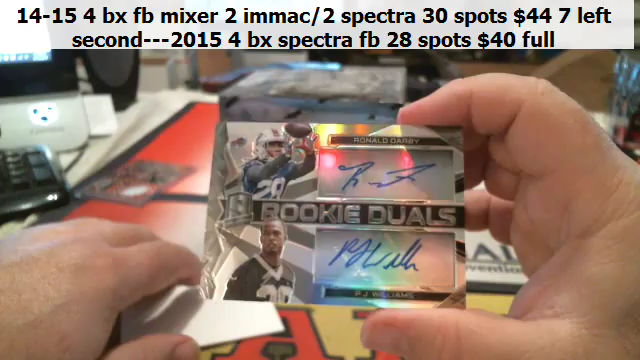 14-15 4 bx fb mixer 2 immac/2 spectra 30 spots $44 7 left
second---2015 4 bx spectra fb 28 spots $40 full
RONALD DARBY
28
ROOKIE DUALS
P.J. WILLIAMS